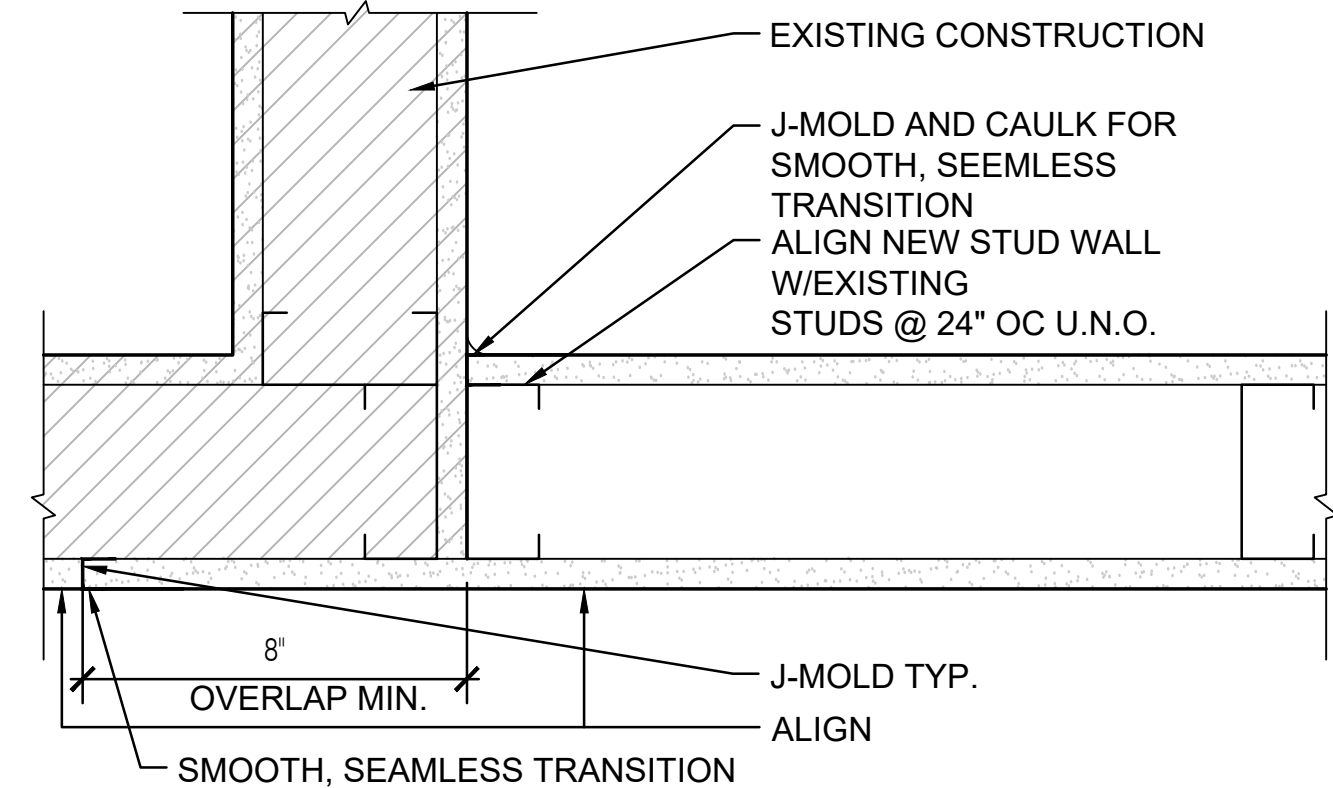 EXISTING CONSTRUCTION
J-MOLD AND CAULK FOR
SMOOTH, SEEMLESS
TRANSITION
ALIGN NEW STUD WALL
W/EXISTING
STUDS @ 24" OC U.N.O.
8"
OVERLAP MIN.
J-MOLD TYP.
ALIGN
SMOOTH, SEAMLESS TRANSITION